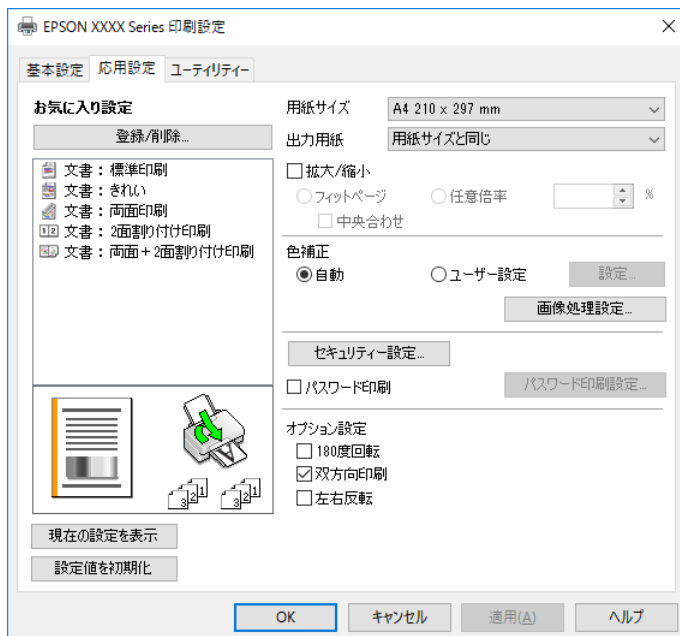 EPSON XXXX Series 印刷設定
基本設定 応用設定 ユーティリティー
お気に入り設定
登録/削除...
文書：標準印刷
文書：きれい
文書：両面印刷
1 2 文書：2面割り付け印刷
文書：両面＋2面割り付け印刷
3 2 1 3 2 1
現在の設定を表示
設定値を初期化
用紙サイズ A4 210 x 297 mm
出力用紙 用紙サイズと同じ
拡大/縮小
フィットページ 任意倍率 %
中央合わせ
色補正
自動 ユーザー設定 設定...
画像処理設定...
セキュリティー設定...
パスワード印刷 パスワード印刷設定...
オプション設定
180度回転
双方向印刷
左右反転
OK キャンセル 適用(A) ヘルプ